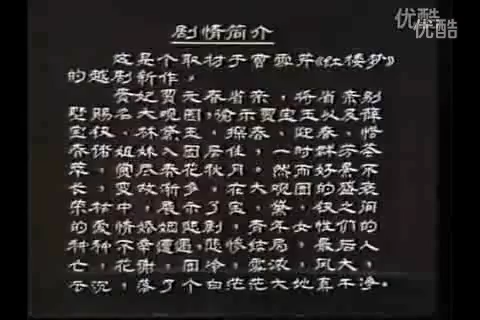 优酷
优酷
剧情简介
这是个取材于曹雪芹《红楼梦》
的越剧新作。
贵妃贾元春省亲，将省亲别
墅赐名大观园，谕示贾宝玉以及薛
宝钗、林黛玉，探春、迎春、惜
春诸姐妹入园居住，一时群芳荟
萃，赏尽春花秋月。然而好景不
长，变故渐多，在大观园的盛衰
荣枯中，展示了宝、黛、钗之间
的爱情婚姻悲剧，青年女性们的
种种不幸遭遇，悲惨结局，最后人
亡，花谢，园冷，雾浓，风大，
石沉，落了个白茫茫大地真干净。